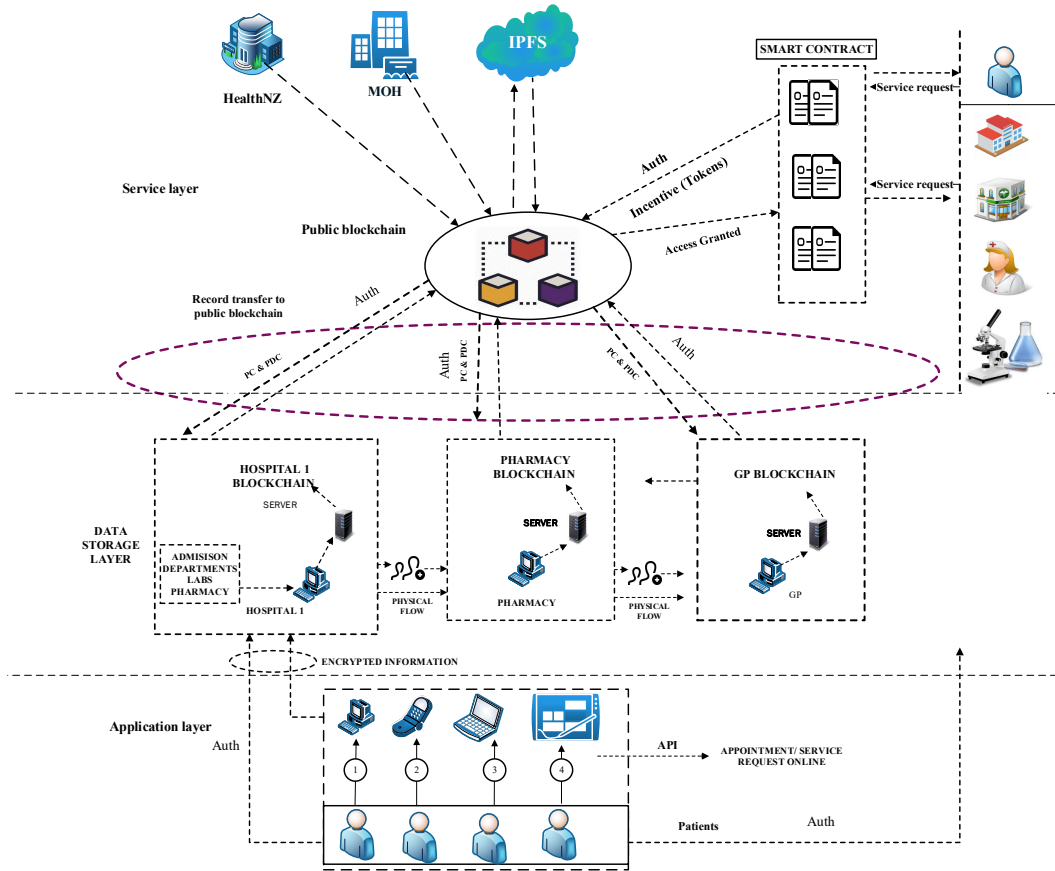 IPFS
SMART CONTRACT
HealthNZ
MOH
Service request
Auth
Incentive (Tokens)
Service layer
Service request
Public blockchain
Access Granted
Record transfer to
public blockchain
Auth
PC & PDC
Auth
PC & PDC
Auth
PC & PDC
HOSPITAL 1
BLOCKCHAIN
SERVER
PHARMACY
BLOCKCHAIN
SERVER
GP BLOCKCHAIN
SERVER
DATA
STORAGE
LAYER
ADMISISON
DEPARTMENTS
LABS
PHARMACY
HOSPITAL 1
PHYSICAL
FLOW
PHARMACY
PHYSICAL
FLOW
GP
ENCRYPTED INFORMATION
Application layer
Auth
1
2
3
4
API
APPOINTMENT/ SERVICE
REQUEST ONLINE
Patients
Auth